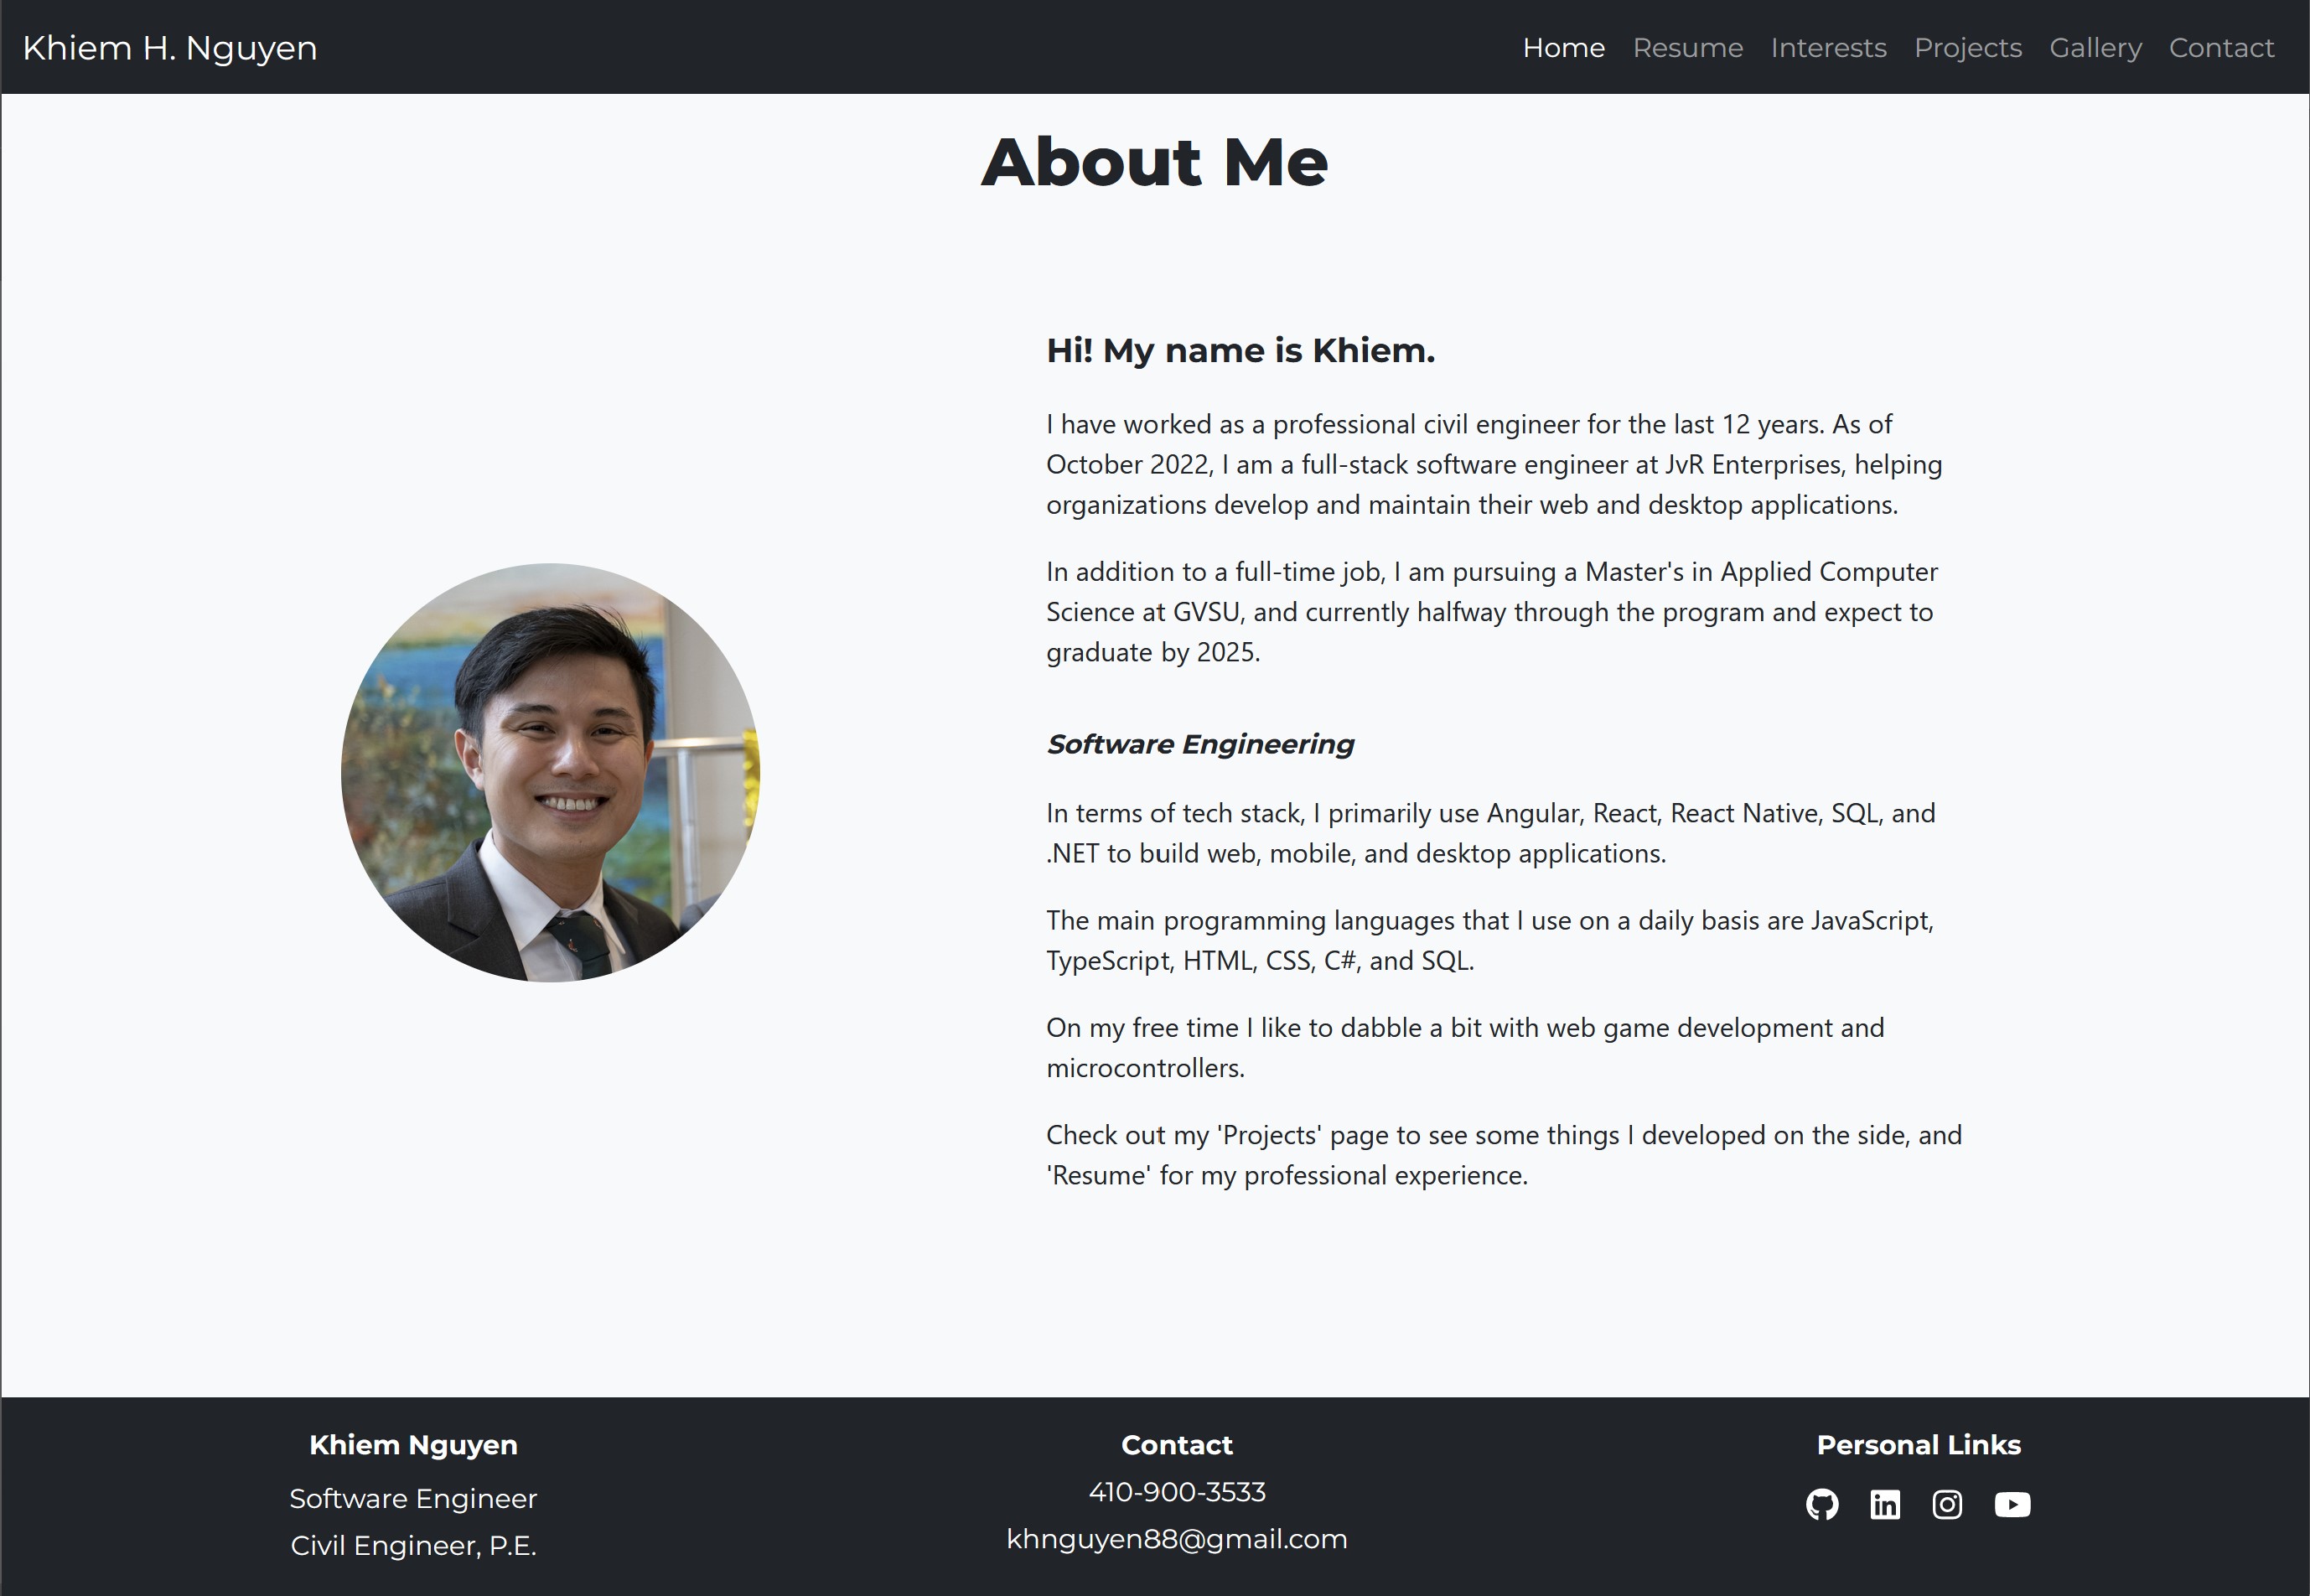 Khiem H. Nguyen
Home Resume Interests Projects Gallery Contact
About Me
Hi! My name is Khiem.
I have worked as a professional civil engineer for the last 12 years. As of
October 2022, I am a full-stack software engineer at JvR Enterprises, helping
organizations develop and maintain their web and desktop applications.
In addition to a full-time job, I am pursuing a Master's in Applied Computer
Science at GVSU, and currently halfway through the program and expect to
graduate by 2025.
Software Engineering
In terms of tech stack, I primarily use Angular, React, React Native, SQL, and
.NET to build web, mobile, and desktop applications.
The main programming languages that I use on a daily basis are JavaScript,
TypeScript, HTML, CSS, C#, and SQL.
On my free time I like to dabble a bit with web game development and
microcontrollers.
Check out my 'Projects' page to see some things I developed on the side, and
'Resume' for my professional experience.
Khiem Nguyen
Software Engineer
Civil Engineer, P.E.
Contact
410-900-3533
khnguyen88@gmail.com
Personal Links
in